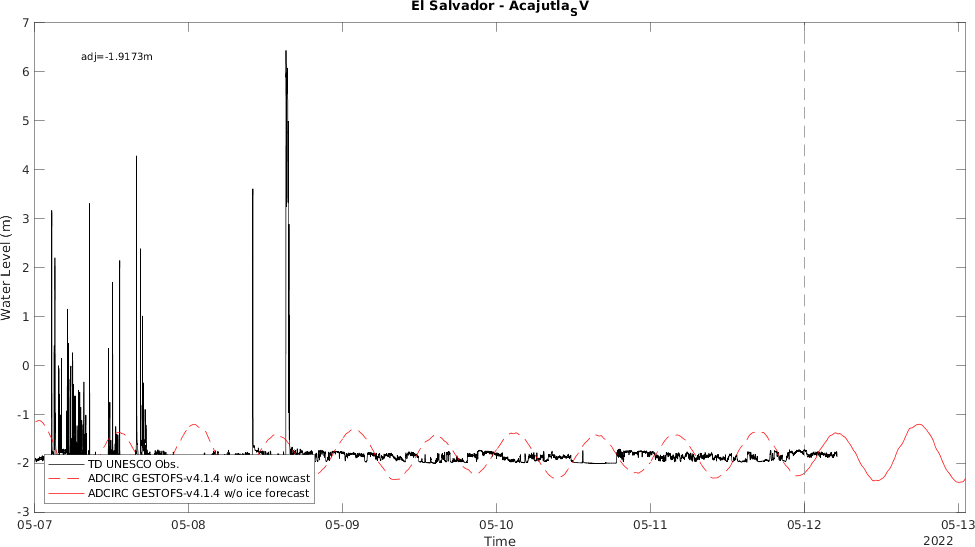 El Salvador - AcajutlaSV
adj=-1.9173m
Water Level (m)
7
6
5
4
3
2
1
0
-1
-2
-3
TD UNESCO Obs.
ADCIRC GESTOFS-v4.1.4 w/o ice nowcast
ADCIRC GESTOFS-v4.1.4 w/o ice forecast
05-07 05-08 05-09 05-10 05-11 05-12 05-13
Time
2022